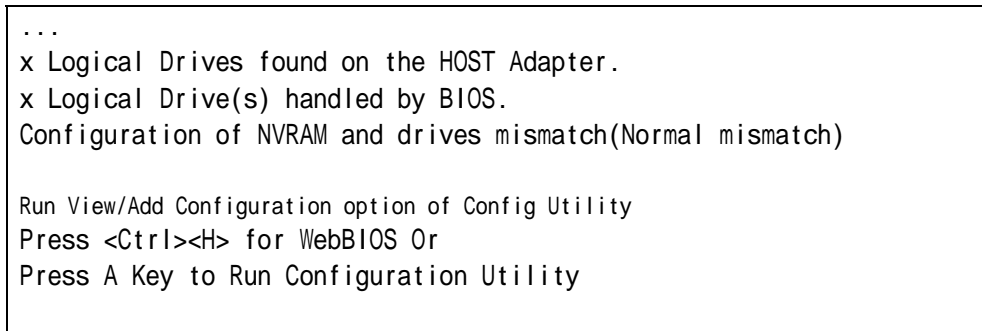 ...
x Logical Drives found on the HOST Adapter.
x Logical Drive(s) handled by BIOS.
Configuration of NVRAM and drives mismatch(Normal mismatch)
Run View/Add Configuration option of Config Utility
Press <Ctrl><H> for WebBIOS Or
Press A Key to Run Configuration Utility